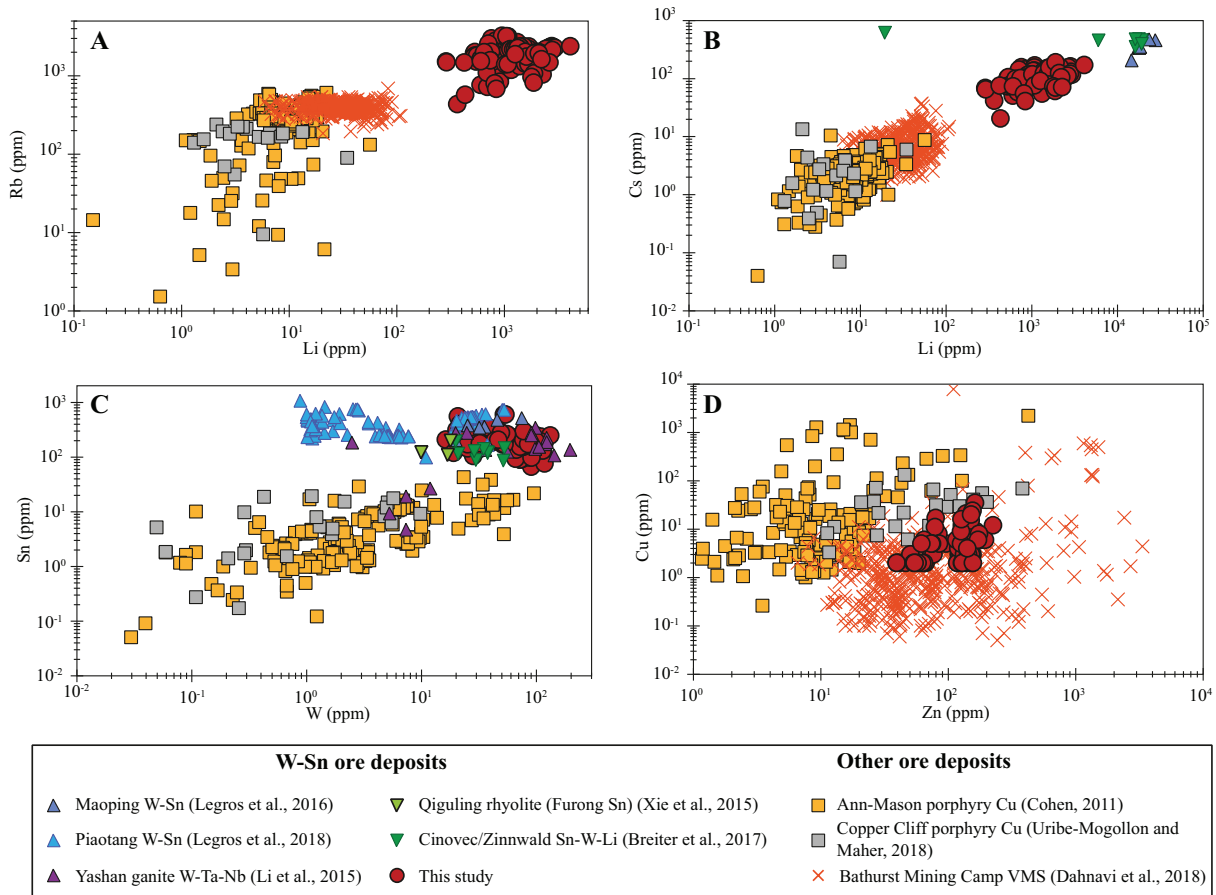 A
Rb (ppm)
10³
10²
10¹
10⁰
10⁻¹
10⁰
10¹
10²
10³
Li (ppm)
B
Cs (ppm)
10³
10²
10¹
10⁰
10⁻¹
10⁻²
10⁻¹
10⁰
10¹
10²
10³
10⁴
10⁵
Li (ppm)
C
Sn (ppm)
10³
10²
10¹
10⁰
10⁻¹
10⁻²
10⁻²
10⁻¹
10⁰
10
10²
W (ppm)
D
Cu (ppm)
10⁴
10³
10²
10¹
10⁰
10⁻¹
10⁻²
10⁰
10¹
10²
10³
10⁴
Zn (ppm)
W-Sn ore deposits
Maoping W-Sn (Legros et al., 2016)
Piaotang W-Sn (Legros et al., 2018)
Yashan ganite W-Ta-Nb (Li et al., 2015)
Qiguling rhyolite (Furong Sn) (Xie et al., 2015)
Cinovec/Zinnwald Sn-W-Li (Breiter et al., 2017)
This study
Other ore deposits
Ann-Mason porphyry Cu (Cohen, 2011)
Copper Cliff porphyry Cu (Uribe-Mogollon and
Maher, 2018)
Bathurst Mining Camp VMS (Dahnavi et al., 2018)